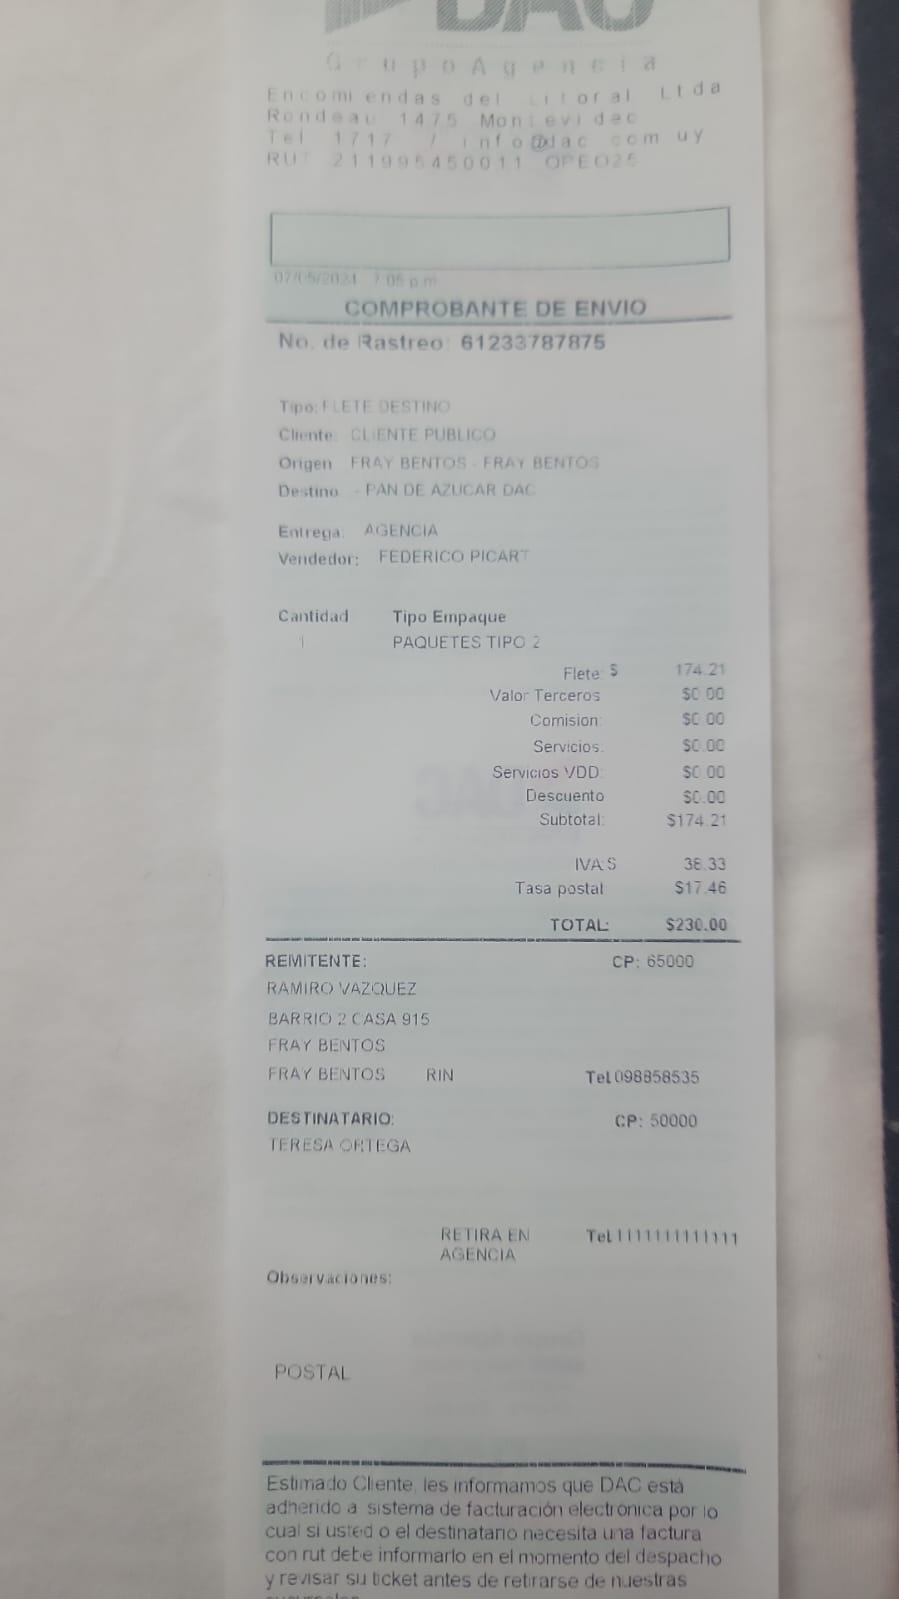 DAC
GrupoAgencia
Encomiendas del Litoral Ltda
Rondeau 1475 Montevideo
Tel 1717 / info@dac.com.uy
RUT 211995450011 OPEO25
07/05/2024 7:05 p.m
COMPROBANTE DE ENVIO
No. de Rastreo: 61233787875
Tipo: FLETE DESTINO
Cliente: CLIENTE PUBLICO
Origen FRAY BENTOS - FRAY BENTOS
Destino - PAN DE AZUCAR DAC
Entrega: AGENCIA
Vendedor: FEDERICO PICART
Cantidad Tipo Empaque
1 PAQUETES TIPO 2
Flete: $ 174.21
Valor Terceros $0.00
Comision: $0.00
Servicios: $0.00
Servicios VDD: $0.00
Descuento $0.00
Subtotal: $174.21
IVA:$ 38.33
Tasa postal $17.46
TOTAL: $230.00
REMITENTE: CP: 65000
RAMIRO VAZQUEZ
BARRIO 2 CASA 915
FRAY BENTOS
FRAY BENTOS RIN Tel.098858535
DESTINATARIO: CP: 50000
TERESA ORTEGA
RETIRA EN Tel.1111111111111
AGENCIA
Observaciones:
POSTAL
Estimado Cliente, les informamos que DAC está
adherido a sistema de facturación electrónica por lo
cual si usted o el destinatario necesita una factura
con rut debe informarlo en el momento del despacho
y revisar su ticket antes de retirarse de nuestras